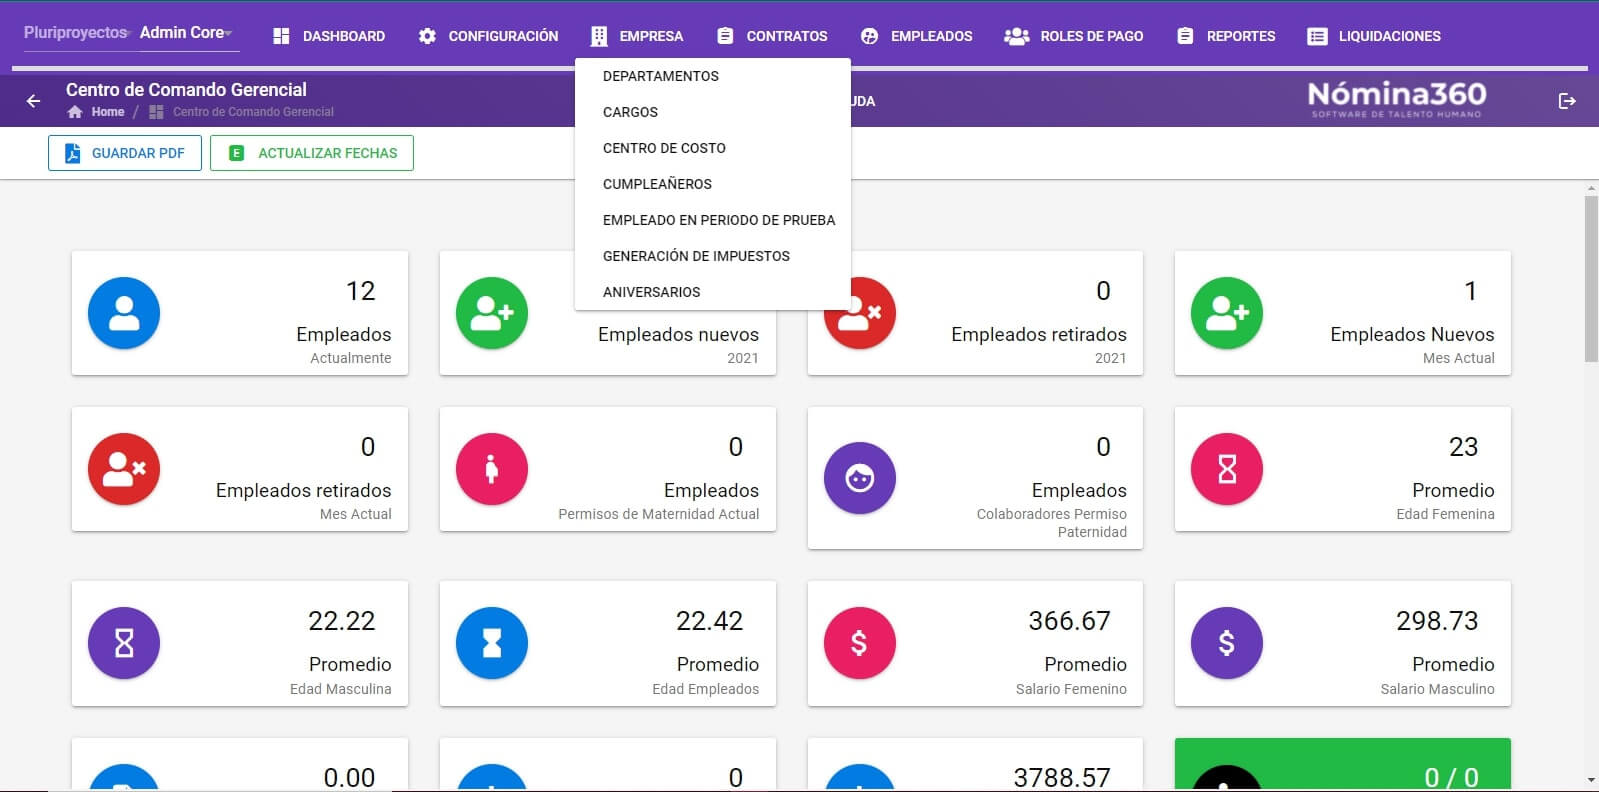 Pluriproyectos Admin Core DASHBOARD CONFIGURACIÓN EMPRESA CONTRATOS EMPLEADOS ROLES DE PAGO REPORTES LIQUIDACIONES
Centro de Comando Gerencial
Home / Centro de Comando Gerencial
UDA
Nómina360
SOFTWARE DE TALENTO HUMANO
GUARDAR PDF ACTUALIZAR FECHAS
DEPARTAMENTOS
CARGOS
CENTRO DE COSTO
CUMPLEAÑEROS
EMPLEADO EN PERIODO DE PRUEBA
GENERACIÓN DE IMPUESTOS
ANIVERSARIOS
12
Empleados
Actualmente
Empleados nuevos
2021
0
Empleados retirados
2021
1
Empleados Nuevos
Mes Actual
0
Empleados retirados
Mes Actual
0
Empleados
Permisos de Maternidad Actual
0
Empleados
Colaboradores Permiso
Paternidad
23
Promedio
Edad Femenina
22.22
Promedio
Edad Masculina
22.42
Promedio
Edad Empleados
366.67
Promedio
Salario Femenino
298.73
Promedio
Salario Masculino
0.00
0
3788.57
0 / 0